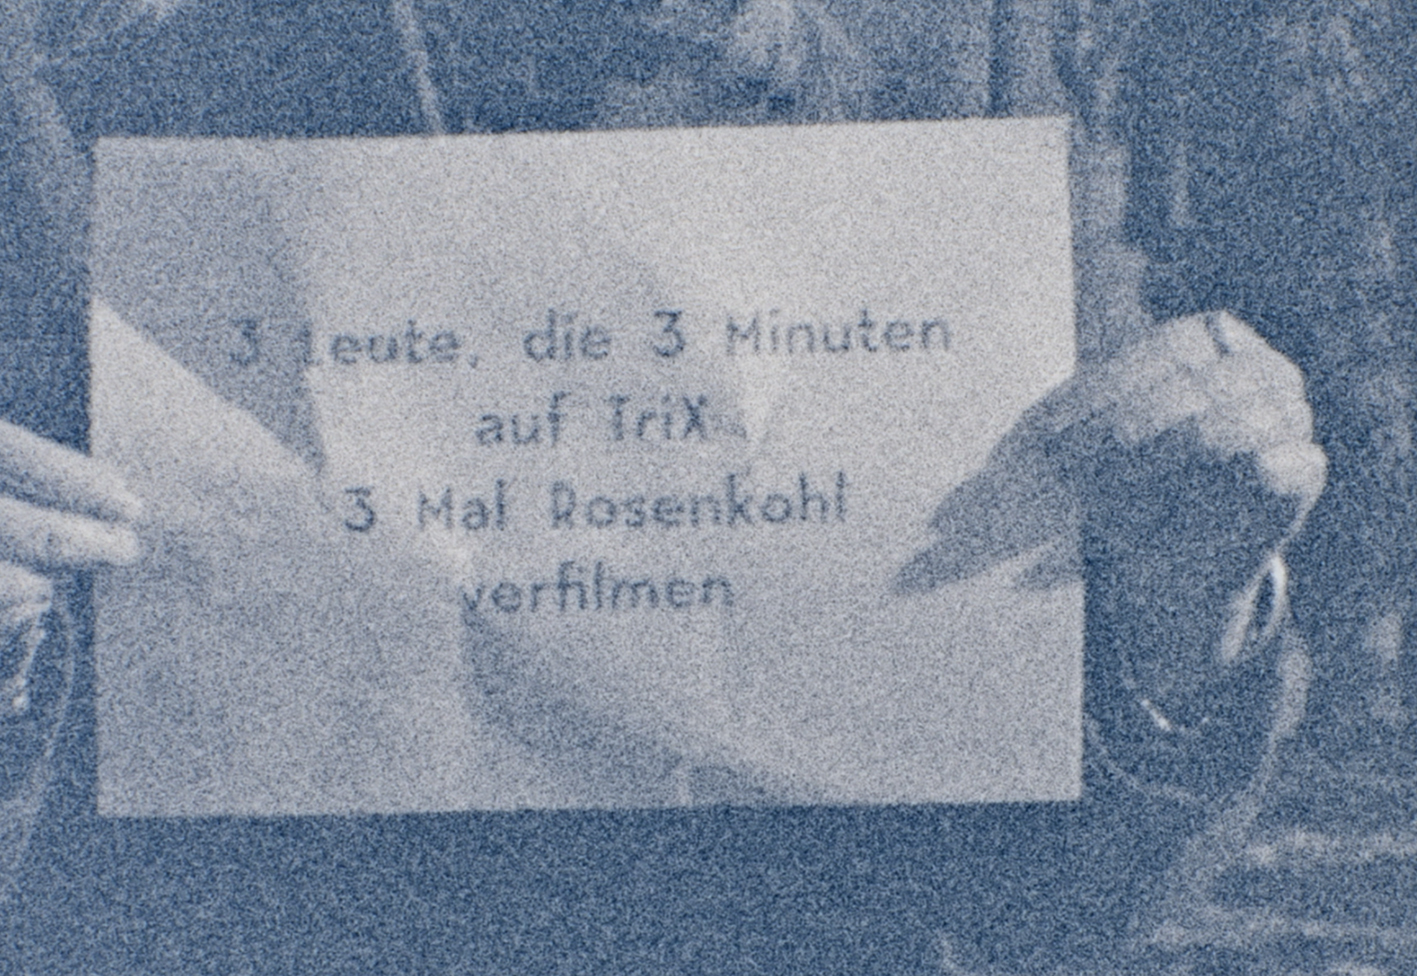 3 Leute, die 3 Minuten
auf TriX
3 Mal Rosenkohl
verfilmen